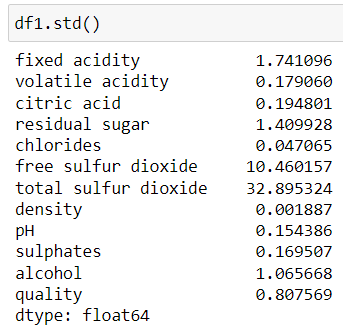 df1.std()
fixed acidity 1.741096
volatile acidity 0.179060
citric acid 0.194801
residual sugar 1.409928
chlorides 0.047065
free sulfur dioxide 10.460157
total sulfur dioxide 32.895324
density 0.001887
pH 0.154386
sulphates 0.169507
alcohol 1.065668
quality 0.807569
dtype: float64